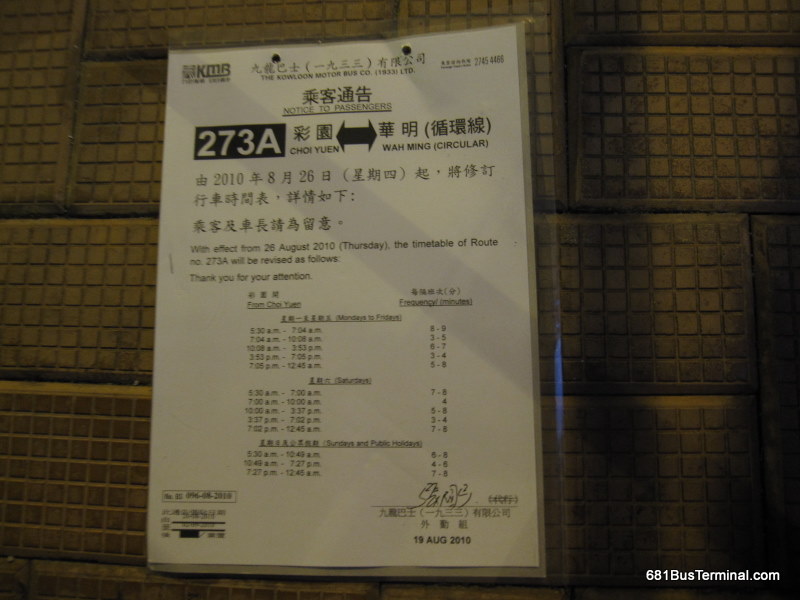 KMB
九龍巴士（一九三三）有限公司
THE KOWLOON MOTOR BUS CO. (1933) LTD.
2745 4466
乘客通告
NOTICE TO PASSENGERS
273A 彩園 華明(循環線)
CHOI YUEN WAH MING (CIRCULAR)
由 2010 年 8 月 26 日（星期四）起，將修訂
行車時間表，詳情如下:
乘客及車長請為留意。
With effect from 26 August 2010 (Thursday), the timetable of Route
no. 273A will be revised as follows:
Thank you for your attention.
彩園開 每隔班次(分)
From Choi Yuen Frequency (minutes)
星期一至星期五 (Mondays to Fridays)
5:30 a.m. - 7:04 a.m. 8 - 9
7:04 a.m. - 10:08 a.m. 3 - 5
10:08 a.m. - 3:53 p.m. 6 - 7
3:53 p.m. - 7:05 p.m. 3 - 4
7:05 p.m. - 12:45 a.m. 5 - 8
星期六 (Saturdays)
5:30 a.m. - 7:00 a.m. 7 - 8
7:00 a.m. - 10:00 a.m. 4
10:00 a.m. - 3:37 p.m. 5 - 8
3:37 p.m. - 7:02 p.m. 3 - 4
7:02 p.m. - 12:45 a.m. 7 - 8
星期日及公眾假期 (Sundays and Public Holidays)
5:30 a.m. - 10:49 a.m. 6 - 8
10:49 a.m. - 7:27 p.m. 4 - 6
7:27 p.m. - 12:45 a.m. 7 - 8
No. 03 096-08-2010
九龍巴士（一九三三）有限公司
外勤組
19 AUG 2010
681BusTerminal.com